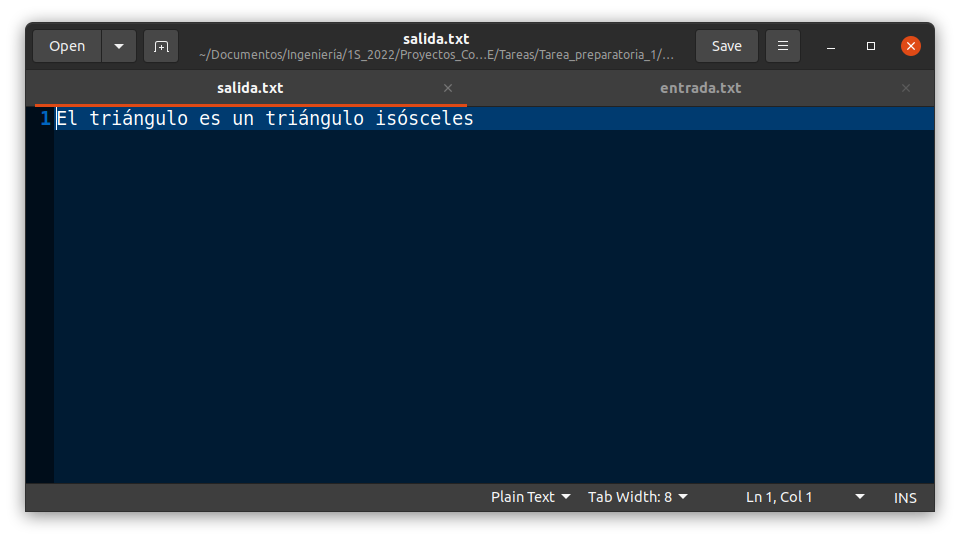 Open
salida.txt
~/Documentos/Ingeniería/1S_2022/Proyectos_Co...E/Tareas/Tarea_preparatoria_1/...
Save
salida.txt
entrada.txt
1 El triángulo es un triángulo isósceles
Plain Text Tab Width: 8 Ln 1, Col 1 INS